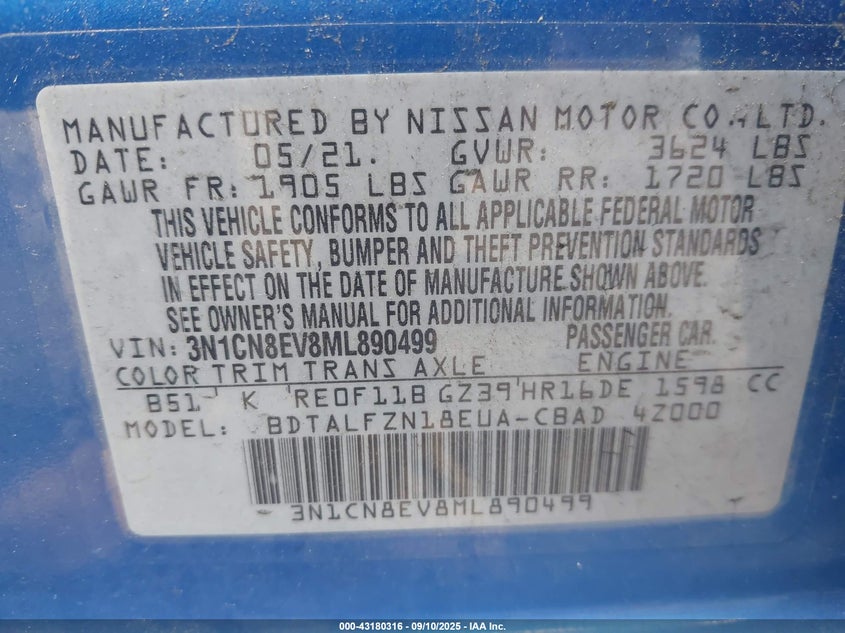 MANUFACTURED BY NISSAN MOTOR CO., LTD.
DATE: 05/21. GVWR: 3624 LBS
GAWR FR: 1905 LBS GAWR RR: 1720 LBS
THIS VEHICLE CONFORMS TO ALL APPLICABLE FEDERAL MOTOR
VEHICLE SAFETY, BUMPER AND THEFT PREVENTION STANDARDS
IN EFFECT ON THE DATE OF MANUFACTURE SHOWN ABOVE.
SEE OWNER'S MANUAL FOR ADDITIONAL INFORMATION.
VIN: 3N1CN8EV8ML890499 PASSENGER CAR
COLOR TRIM TRANS AXLE ENGINE
B51 K RE0F11B GZ39 HR16DE 1598 CC
MODEL: BDTALFZN18EUA-CBAD 4Z000
3N1CN8EV8ML890499
000-43180316 - 09/10/2025 - IAA Inc.